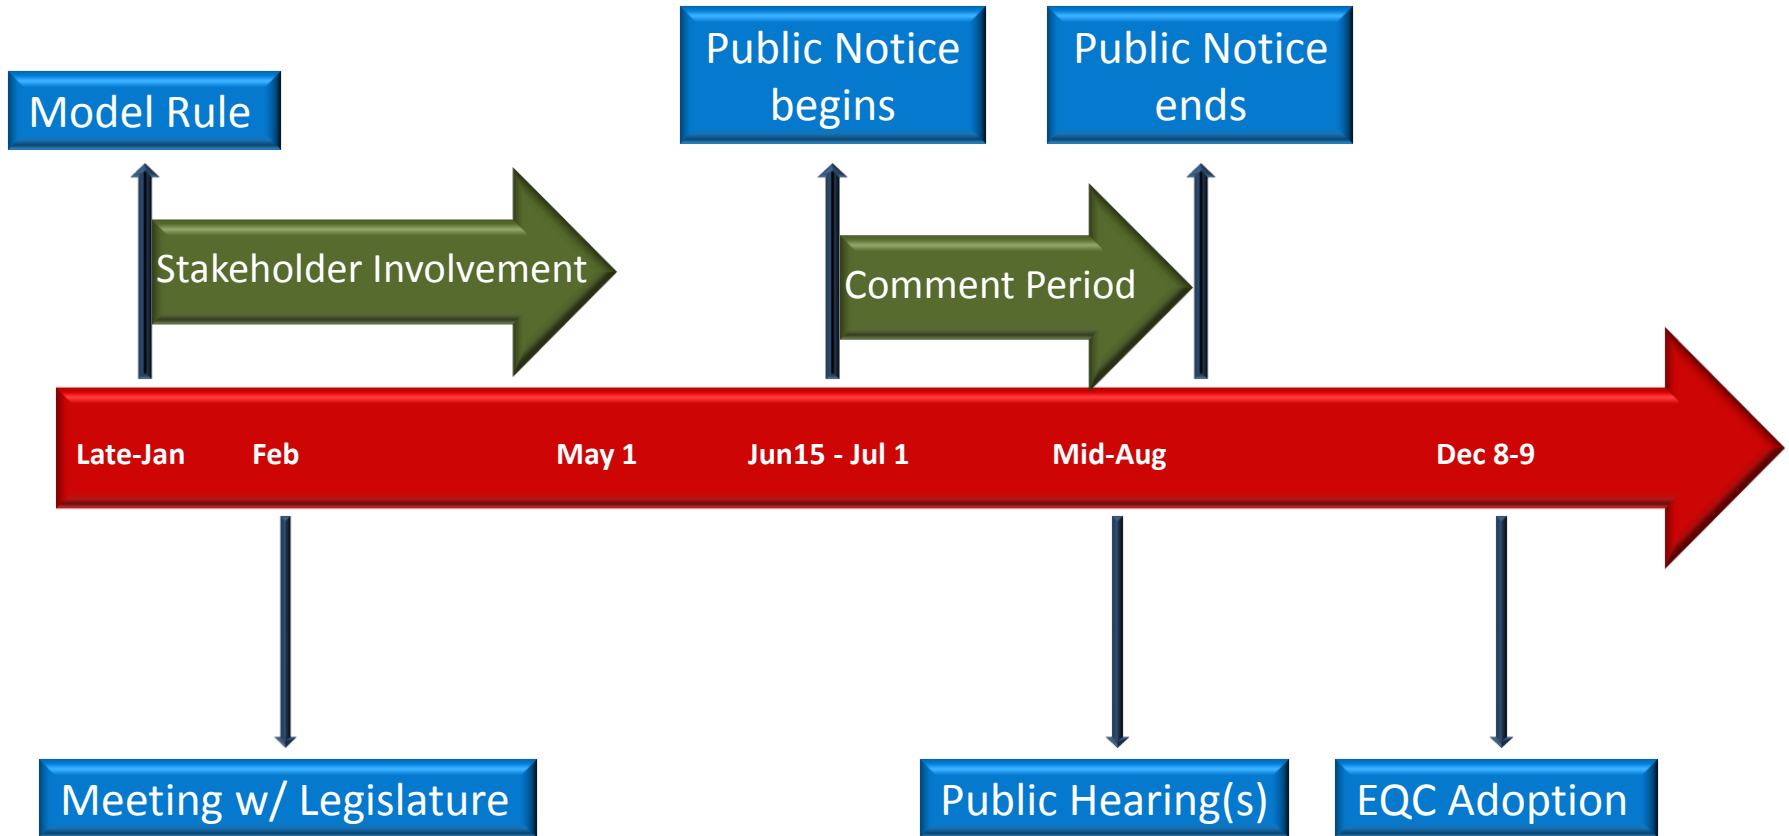 Public Notice
begins
Public Notice
ends
Model Rule
Stakeholder Involvement
Comment Period
Late-Jan
Feb
May 1
Jun15 - Jul 1
Mid-Aug
Dec 8-9
Meeting w/ Legislature
Public Hearing(s)
EQC Adoption